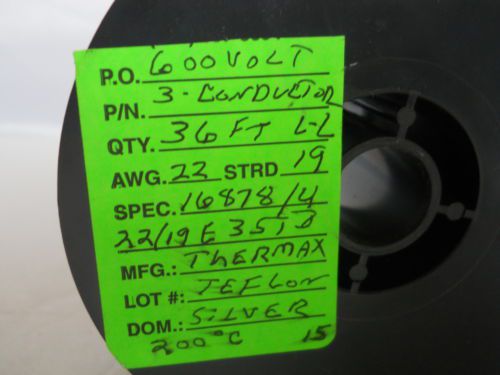 P.O. 600 VOLT
P/N. 3-CONDUCTOR
QTY. 36 FT L-L
AWG. 22 STRD 19
SPEC. 16878/4
22/19 E 3STJ
MFG.: THERMAX
LOT #: TEFLON
DOM.: SILVER
200°C 15